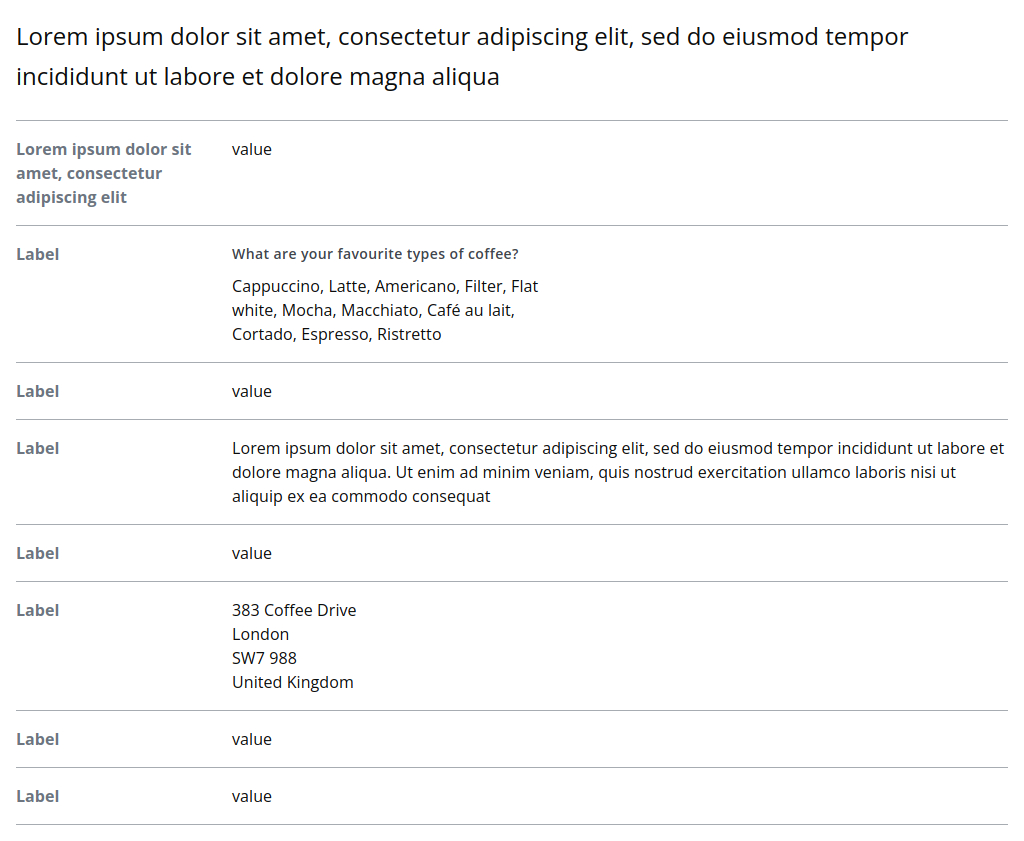 Lorem ipsum dolor sit amet, consectetur adipiscing elit, sed do eiusmod tempor
incididunt ut labore et dolore magna aliqua
Lorem ipsum dolor sit
amet, consectetur
adipiscing elit
value
Label
What are your favourite types of coffee?
Cappuccino, Latte, Americano, Filter, Flat
white, Mocha, Macchiato, Café au lait,
Cortado, Espresso, Ristretto
Label
value
Label
Lorem ipsum dolor sit amet, consectetur adipiscing elit, sed do eiusmod tempor incididunt ut labore et
dolore magna aliqua. Ut enim ad minim veniam, quis nostrud exercitation ullamco laboris nisi ut
aliquip ex ea commodo consequat
Label
value
Label
383 Coffee Drive
London
SW7 988
United Kingdom
Label
value
Label
value